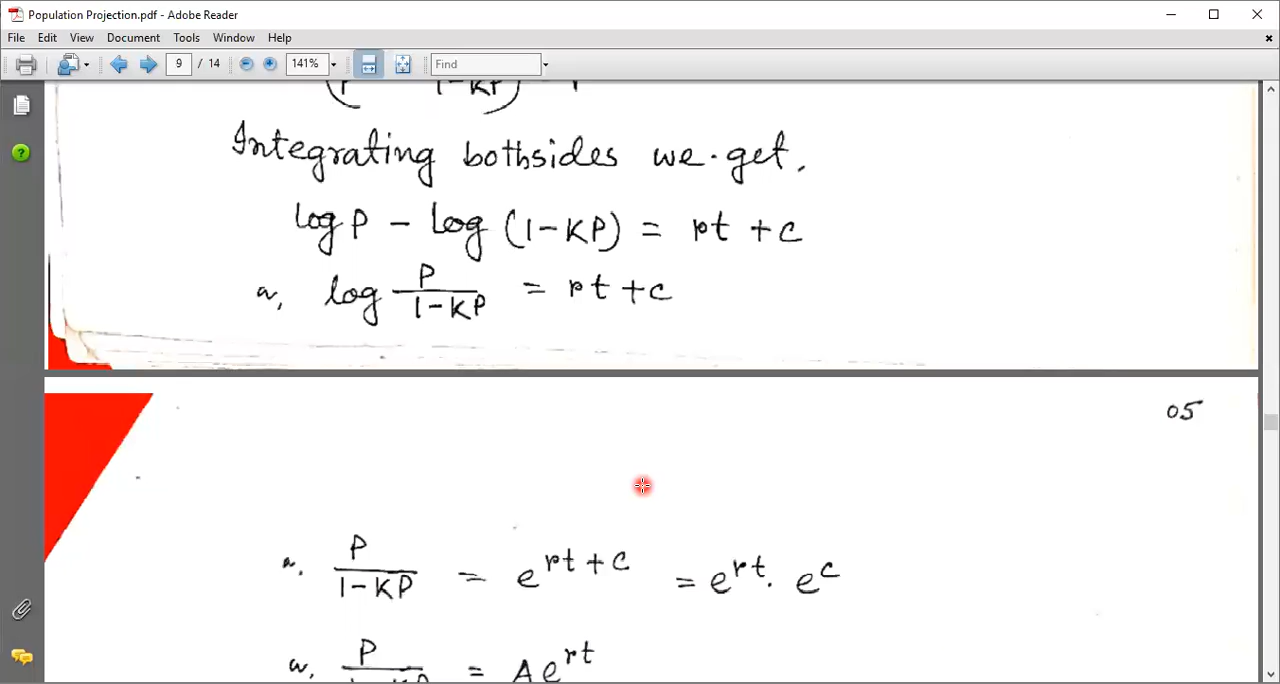 Population Projection.pdf - Adobe Reader
File Edit View Document Tools Window Help
9 / 14 141% Find
Integrating bothsides we get,
log P - log (1-KP) = rt + c
or, log P/(1-KP) = rt + c
05
or, P/(1-KP) = e^(rt + c) = e^(rt) . e^c
or, P/(1-KP) = Ae^(rt)